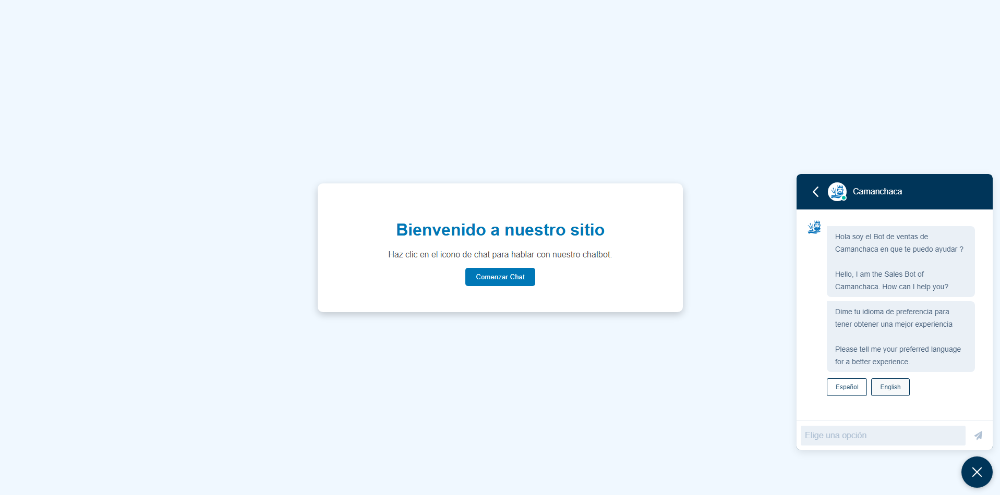 Bienvenido a nuestro sitio
Haz clic en el icono de chat para hablar con nuestro chatbot.
Comenzar Chat
Camanchaca
Hola soy el Bot de ventas de
Camanchaca en que te puedo ayudar ?
Hello, I am the Sales Bot of
Camanchaca. How can I help you?
Dime tu idioma de preferencia para
tener obtener una mejor experiencia
Please tell me your preferred language
for a better experience.
Español
English
Elige una opción